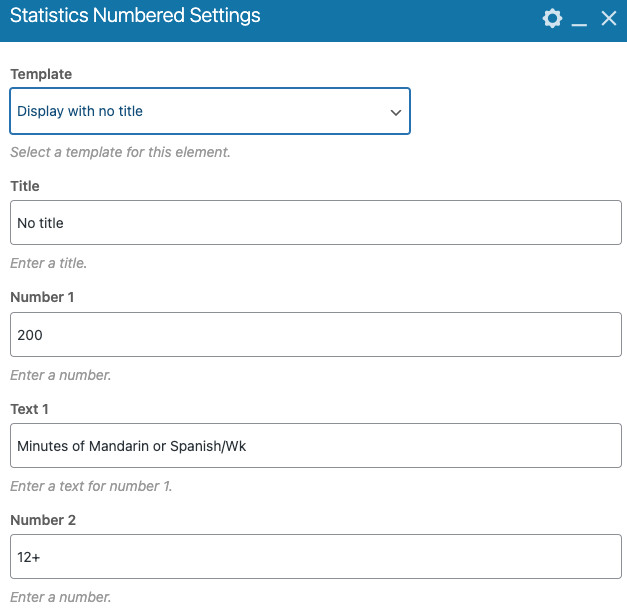 Statistics Numbered Settings
Template
Display with no title
Select a template for this element.
Title
No title
Enter a title.
Number 1
200
Enter a number.
Text 1
Minutes of Mandarin or Spanish/Wk
Enter a text for number 1.
Number 2
12+
Enter a number.